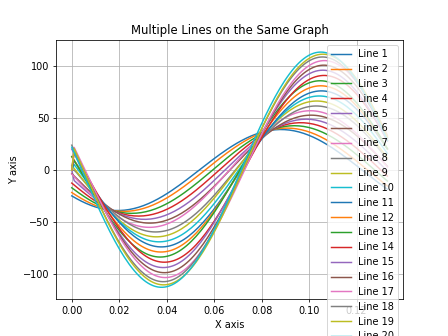 Multiple Lines on the Same Graph
Y axis
100
50
0
−50
−100
0.00
0.02
0.04
0.06
0.08
0.10
X axis
Line 1
Line 2
Line 3
Line 4
Line 5
Line 6
Line 7
Line 8
Line 9
Line 10
Line 11
Line 12
Line 13
Line 14
Line 15
Line 16
Line 17
Line 18
Line 19
Line 20